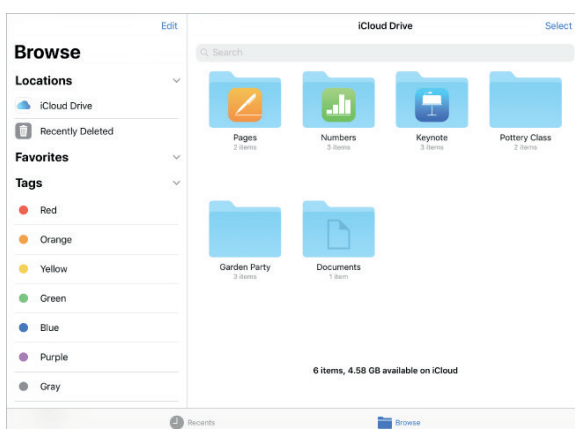 Edit
Browse
Locations
iCloud Drive
Recently Deleted
Favorites
Tags
Red
Orange
Yellow
Green
Blue
Purple
Gray
iCloud Drive
Select
Search
Pages
2 items
Numbers
3 items
Keynote
3 items
Pottery Class
2 items
Garden Party
3 items
Documents
1 item
6 items, 4.58 GB available on iCloud
Recents
Browse